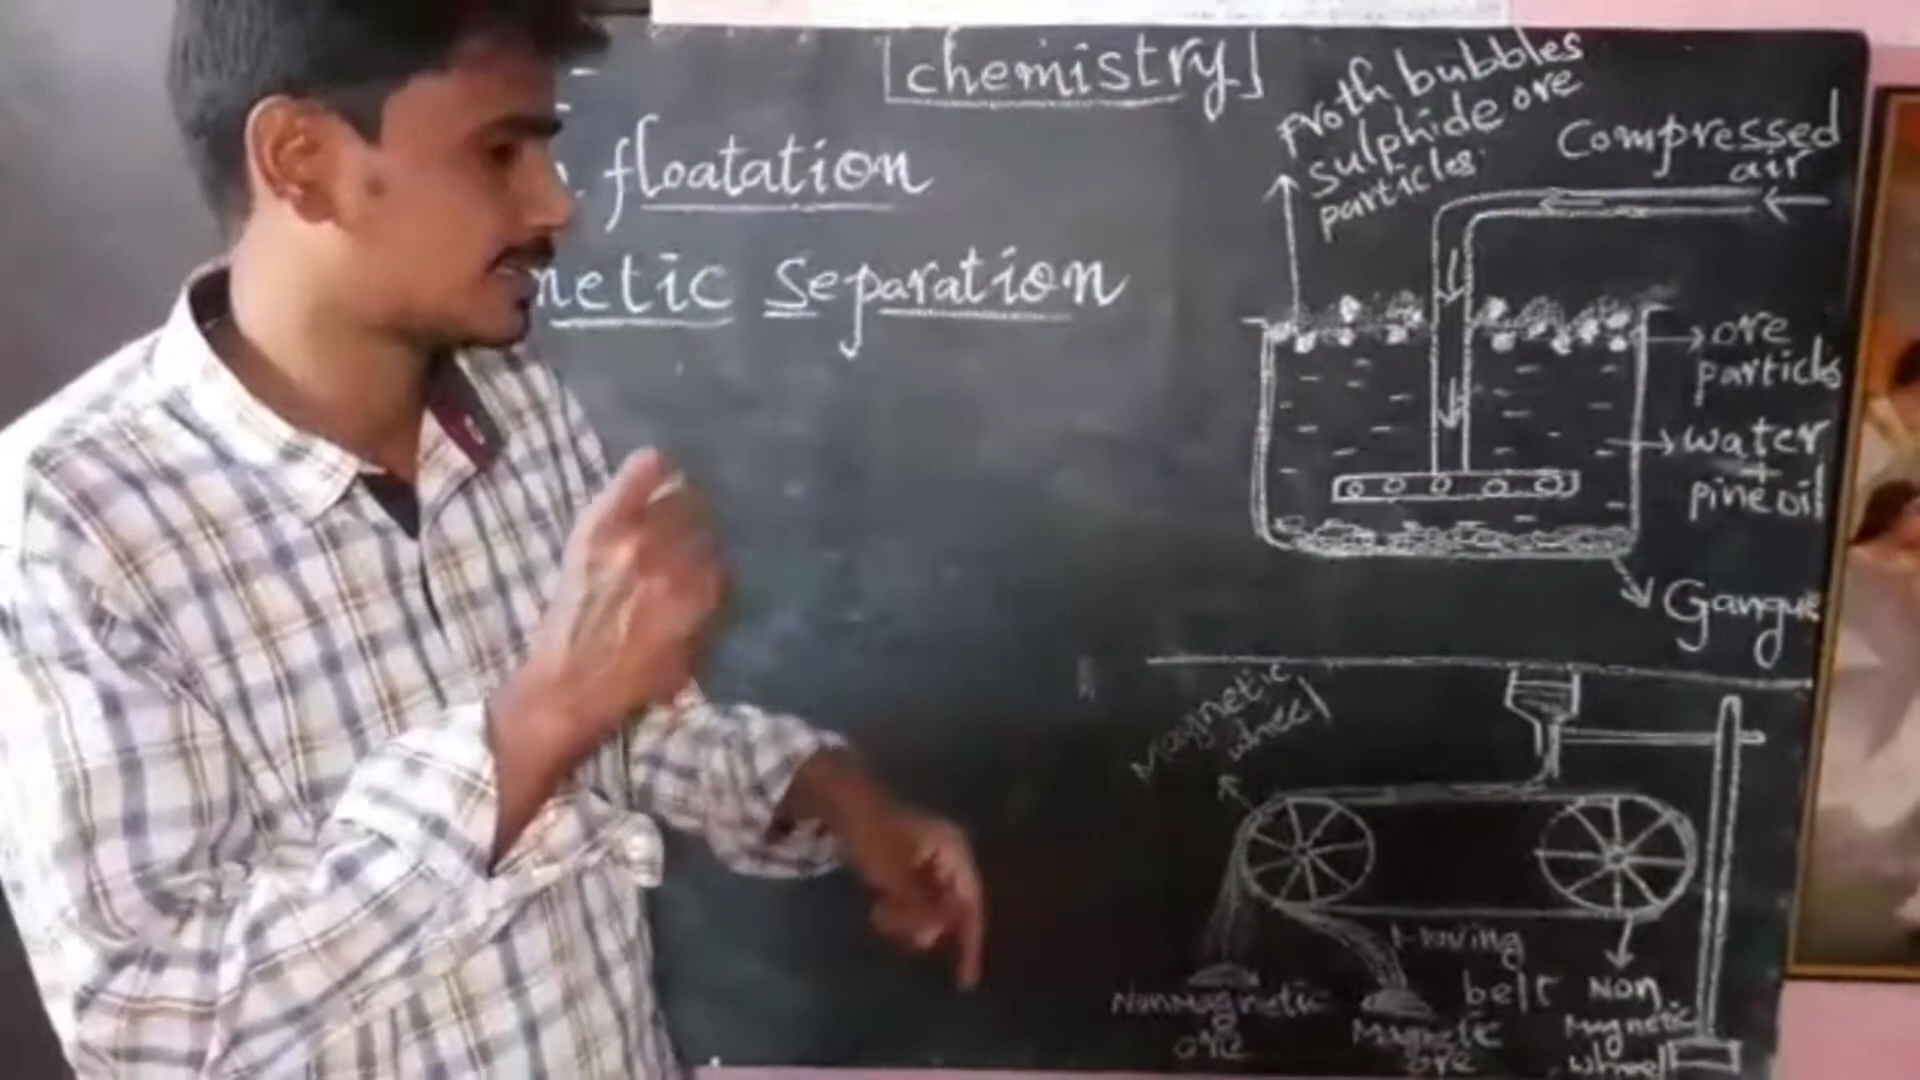 chemistry
floatation
netic Separation
Froth bubbles
sulphide ore
particles
Compressed
air
ore
particls
water
+
pine oil
Gangue
Magnetic
wheel
Moving
belt
Non
Magnetic
wheel
NonMagnetic
ore
Magnetic
ore